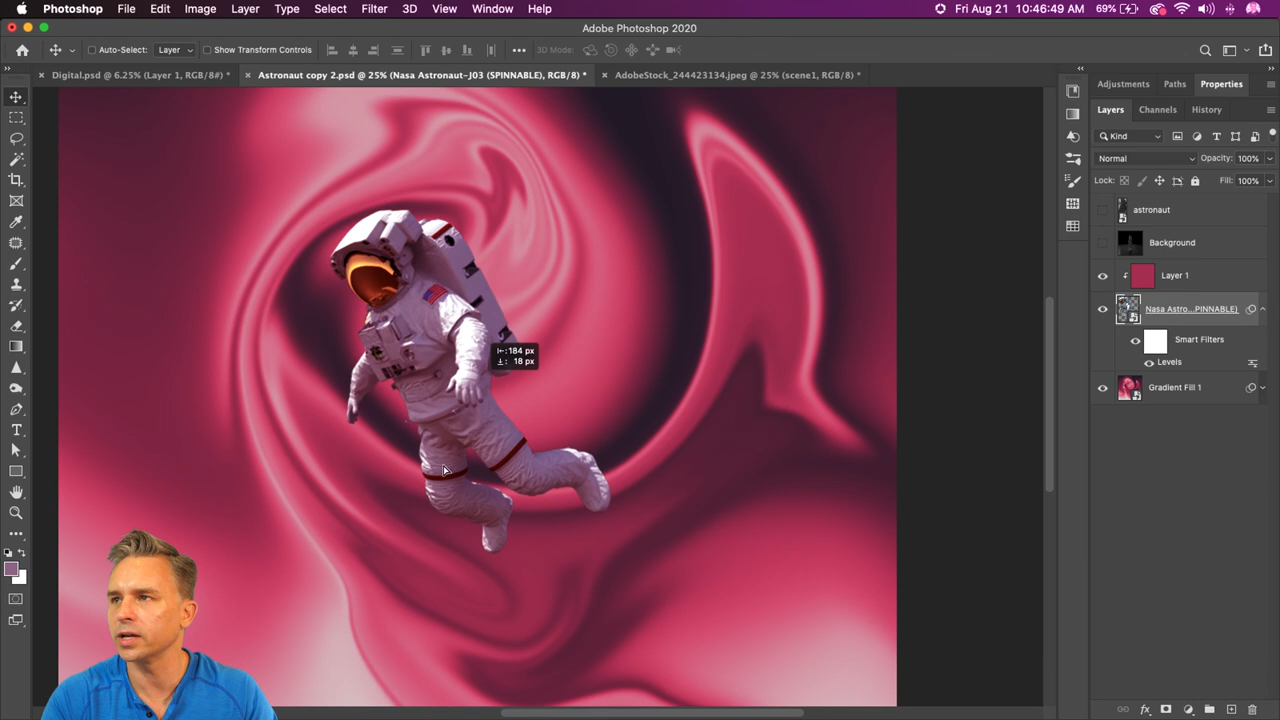 Photoshop File Edit Image Layer Type Select Filter 3D View Window Help 69% Fri Aug 21 10:46:49 AM
Adobe Photoshop 2020
Auto-Select: Layer Show Transform Controls 3D Mode:
Digital.psd @ 6.25% (Layer 1, RGB/8#) * Astronaut copy 2.psd @ 25% (Nasa Astronaut-J03 (SPINNABLE), RGB/8) * AdobeStock_244423134.jpeg @ 25% (scene1, RGB/8) *
Adjustments Paths Properties
Layers Channels History
Kind
Normal Opacity: 100%
Lock: Fill: 100%
astronaut
Background
Layer 1
Nasa Astro...PINNABLE)
Smart Filters
Levels
Gradient Fill 1
184 px
18 px